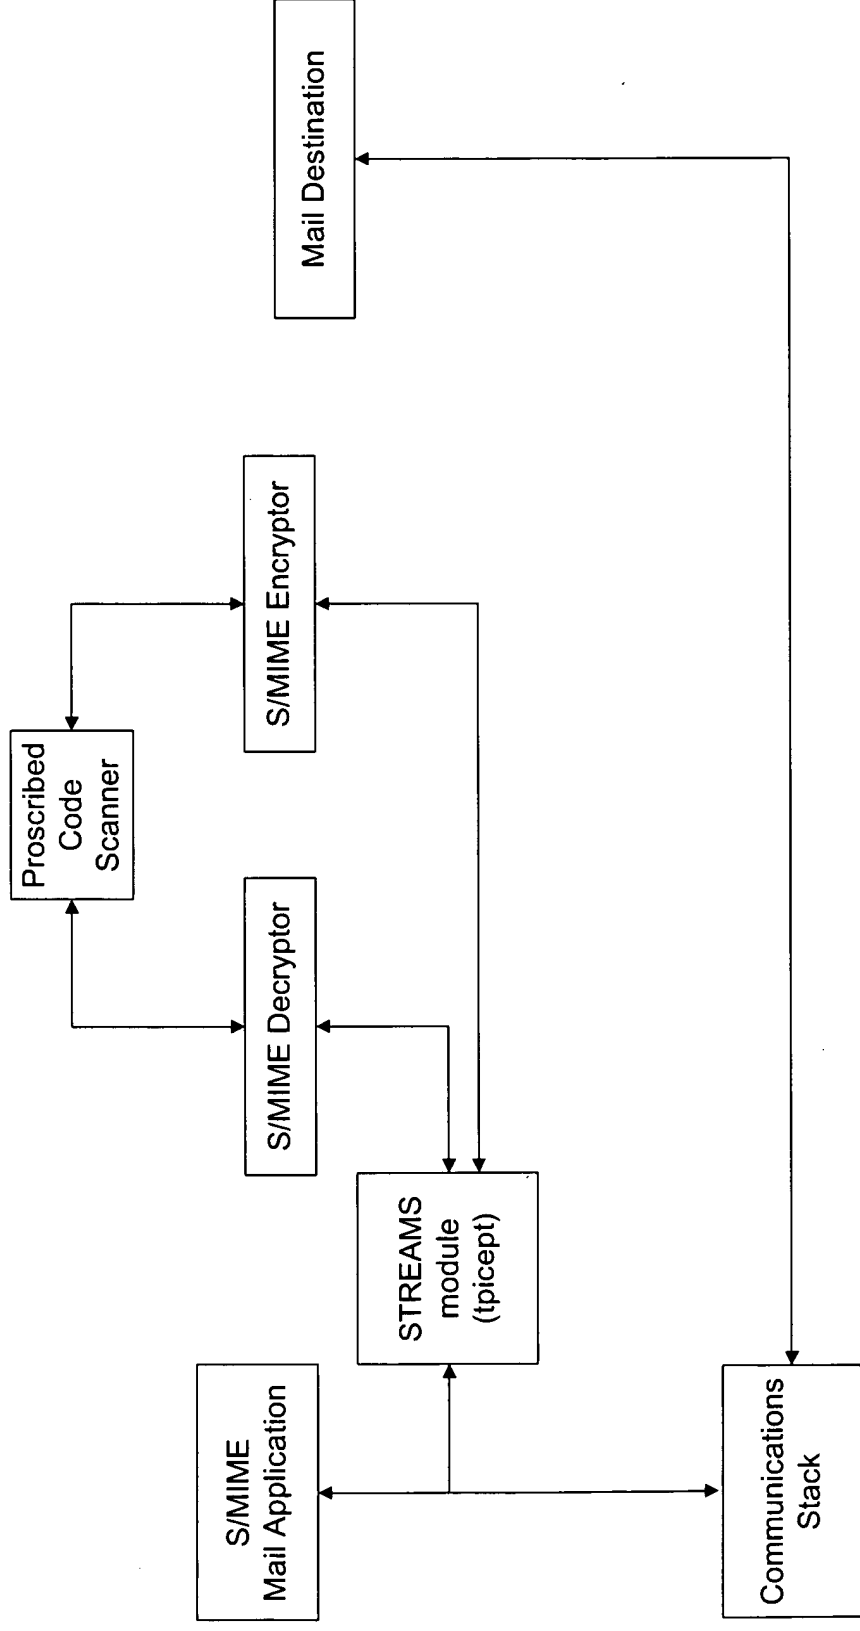 Proscribed
Code
Scanner
S/MIME Decryptor
S/MIME Encryptor
Mail Destination
S/MIME
Mail Application
STREAMS
module
(tpicept)
Communications
Stack